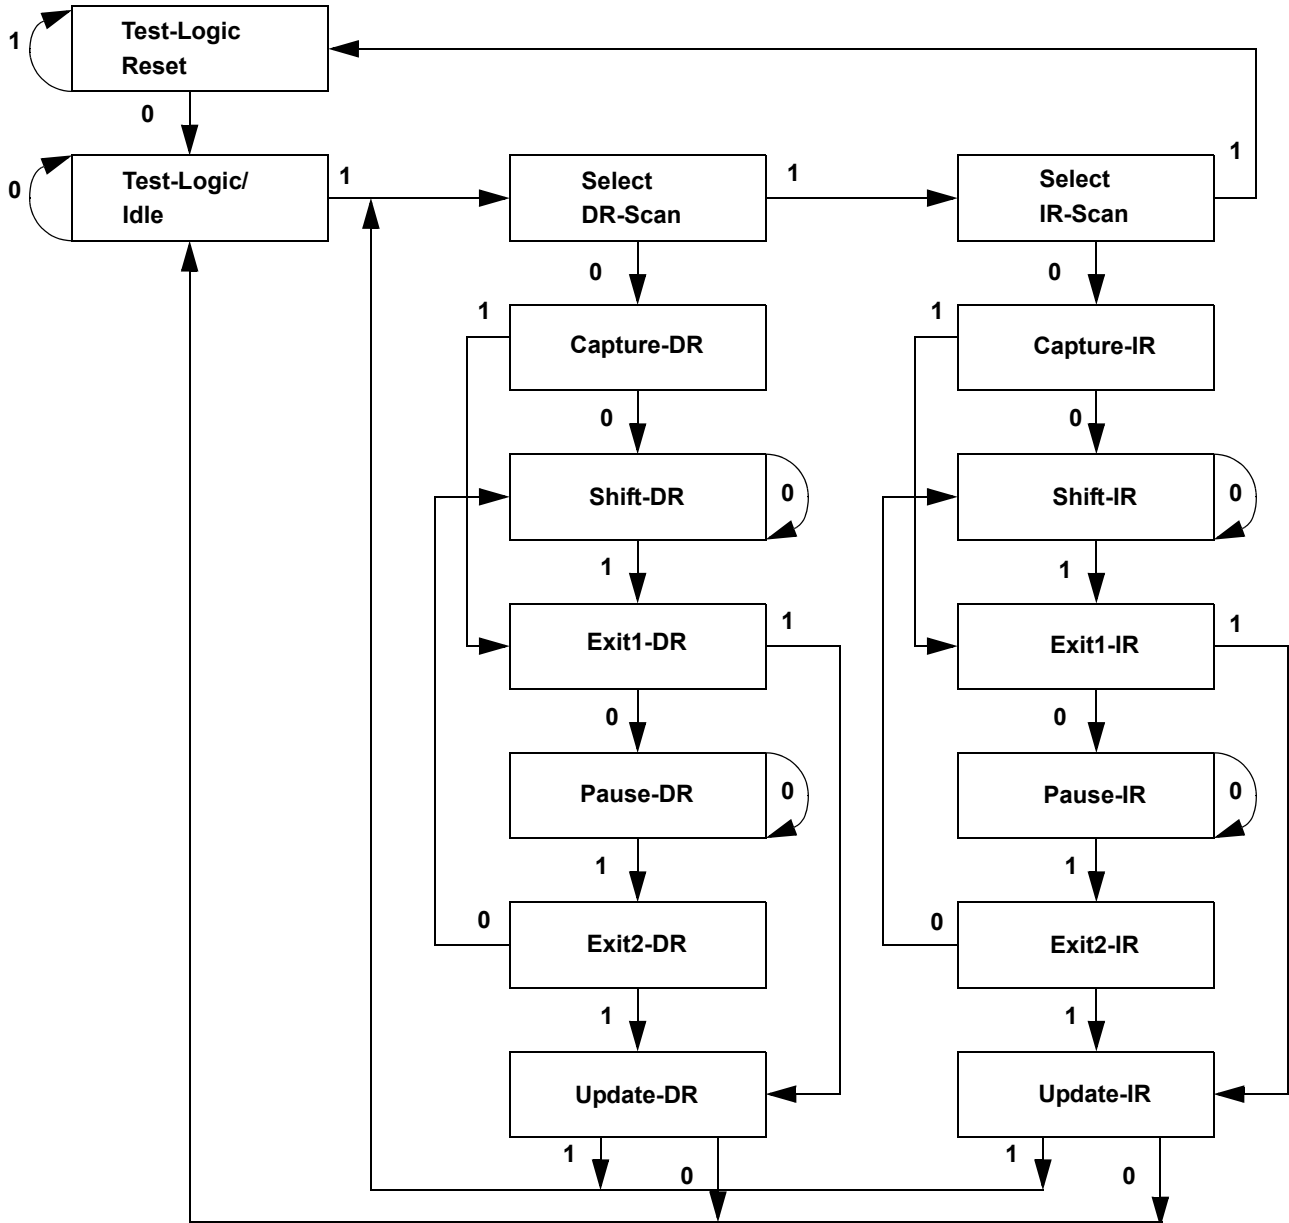 1
Test-Logic
Reset
0
0
Test-Logic/
Idle
1
Select
DR-Scan
1
Select
IR-Scan
1
0
0
1
Capture-DR
1
Capture-IR
0
0
Shift-DR
0
Shift-IR
0
1
1
Exit1-DR
1
Exit1-IR
1
0
0
Pause-DR
0
Pause-IR
0
1
1
0
Exit2-DR
0
Exit2-IR
1
1
Update-DR
Update-IR
1
0
1
0